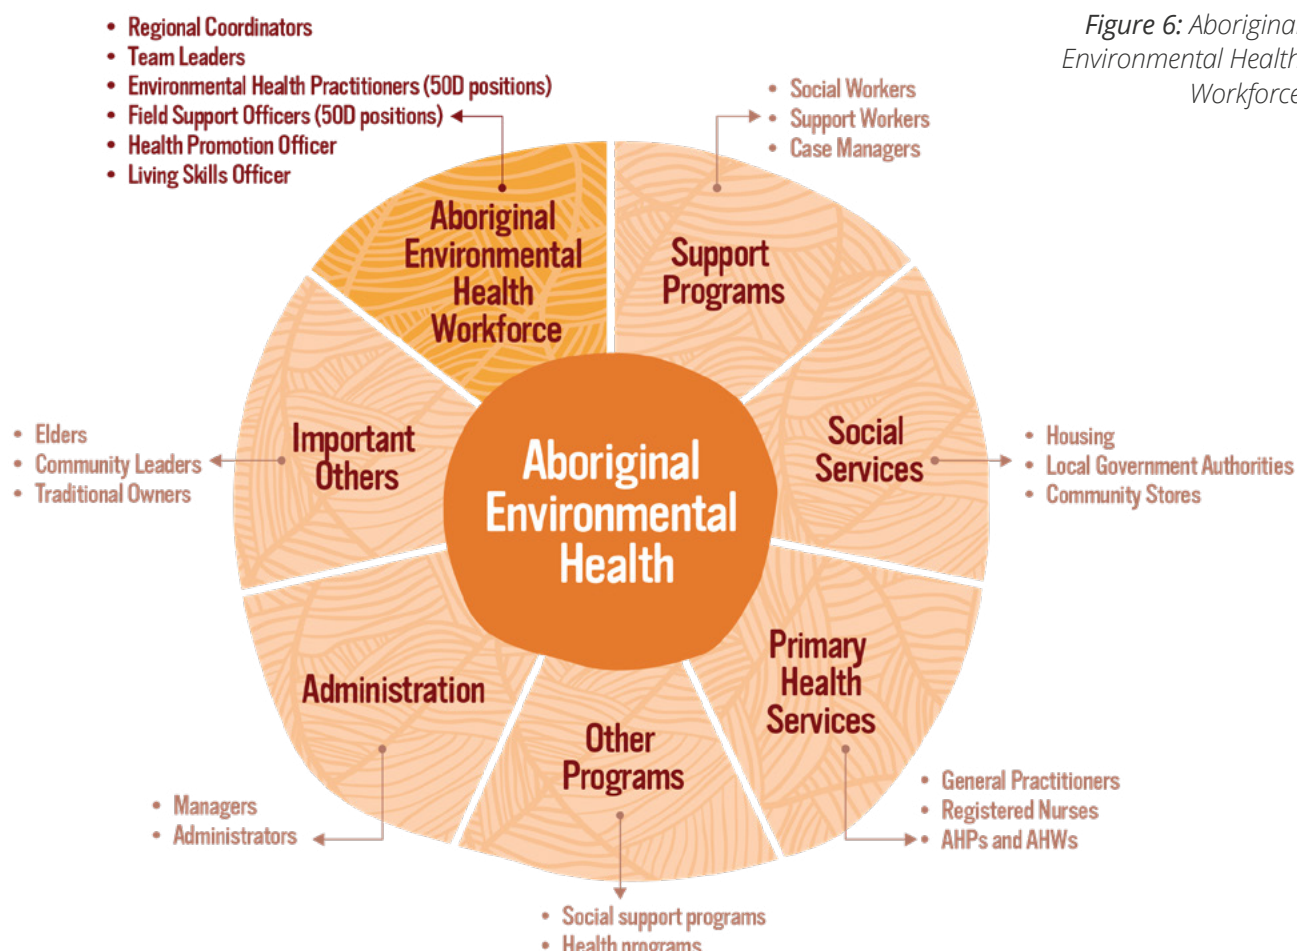 • Regional Coordinators
• Team Leaders
• Environmental Health Practitioners (50D positions)
• Field Support Officers (50D positions)
• Health Promotion Officer
• Living Skills Officer
Figure 6: Aboriginal
Environmental Health
Workforce
• Social Workers
• Support Workers
• Case Managers
Aboriginal
Environmental
Health
Workforce
Support
Programs
Important
Others
• Elders
• Community Leaders
• Traditional Owners
Aboriginal
Environmental
Health
Social
Services
• Housing
• Local Government Authorities
• Community Stores
Administration
• Managers
• Administrators
Other
Programs
• Social support programs
• Health programs
Primary
Health
Services
• General Practitioners
• Registered Nurses
• AHPs and AHWs